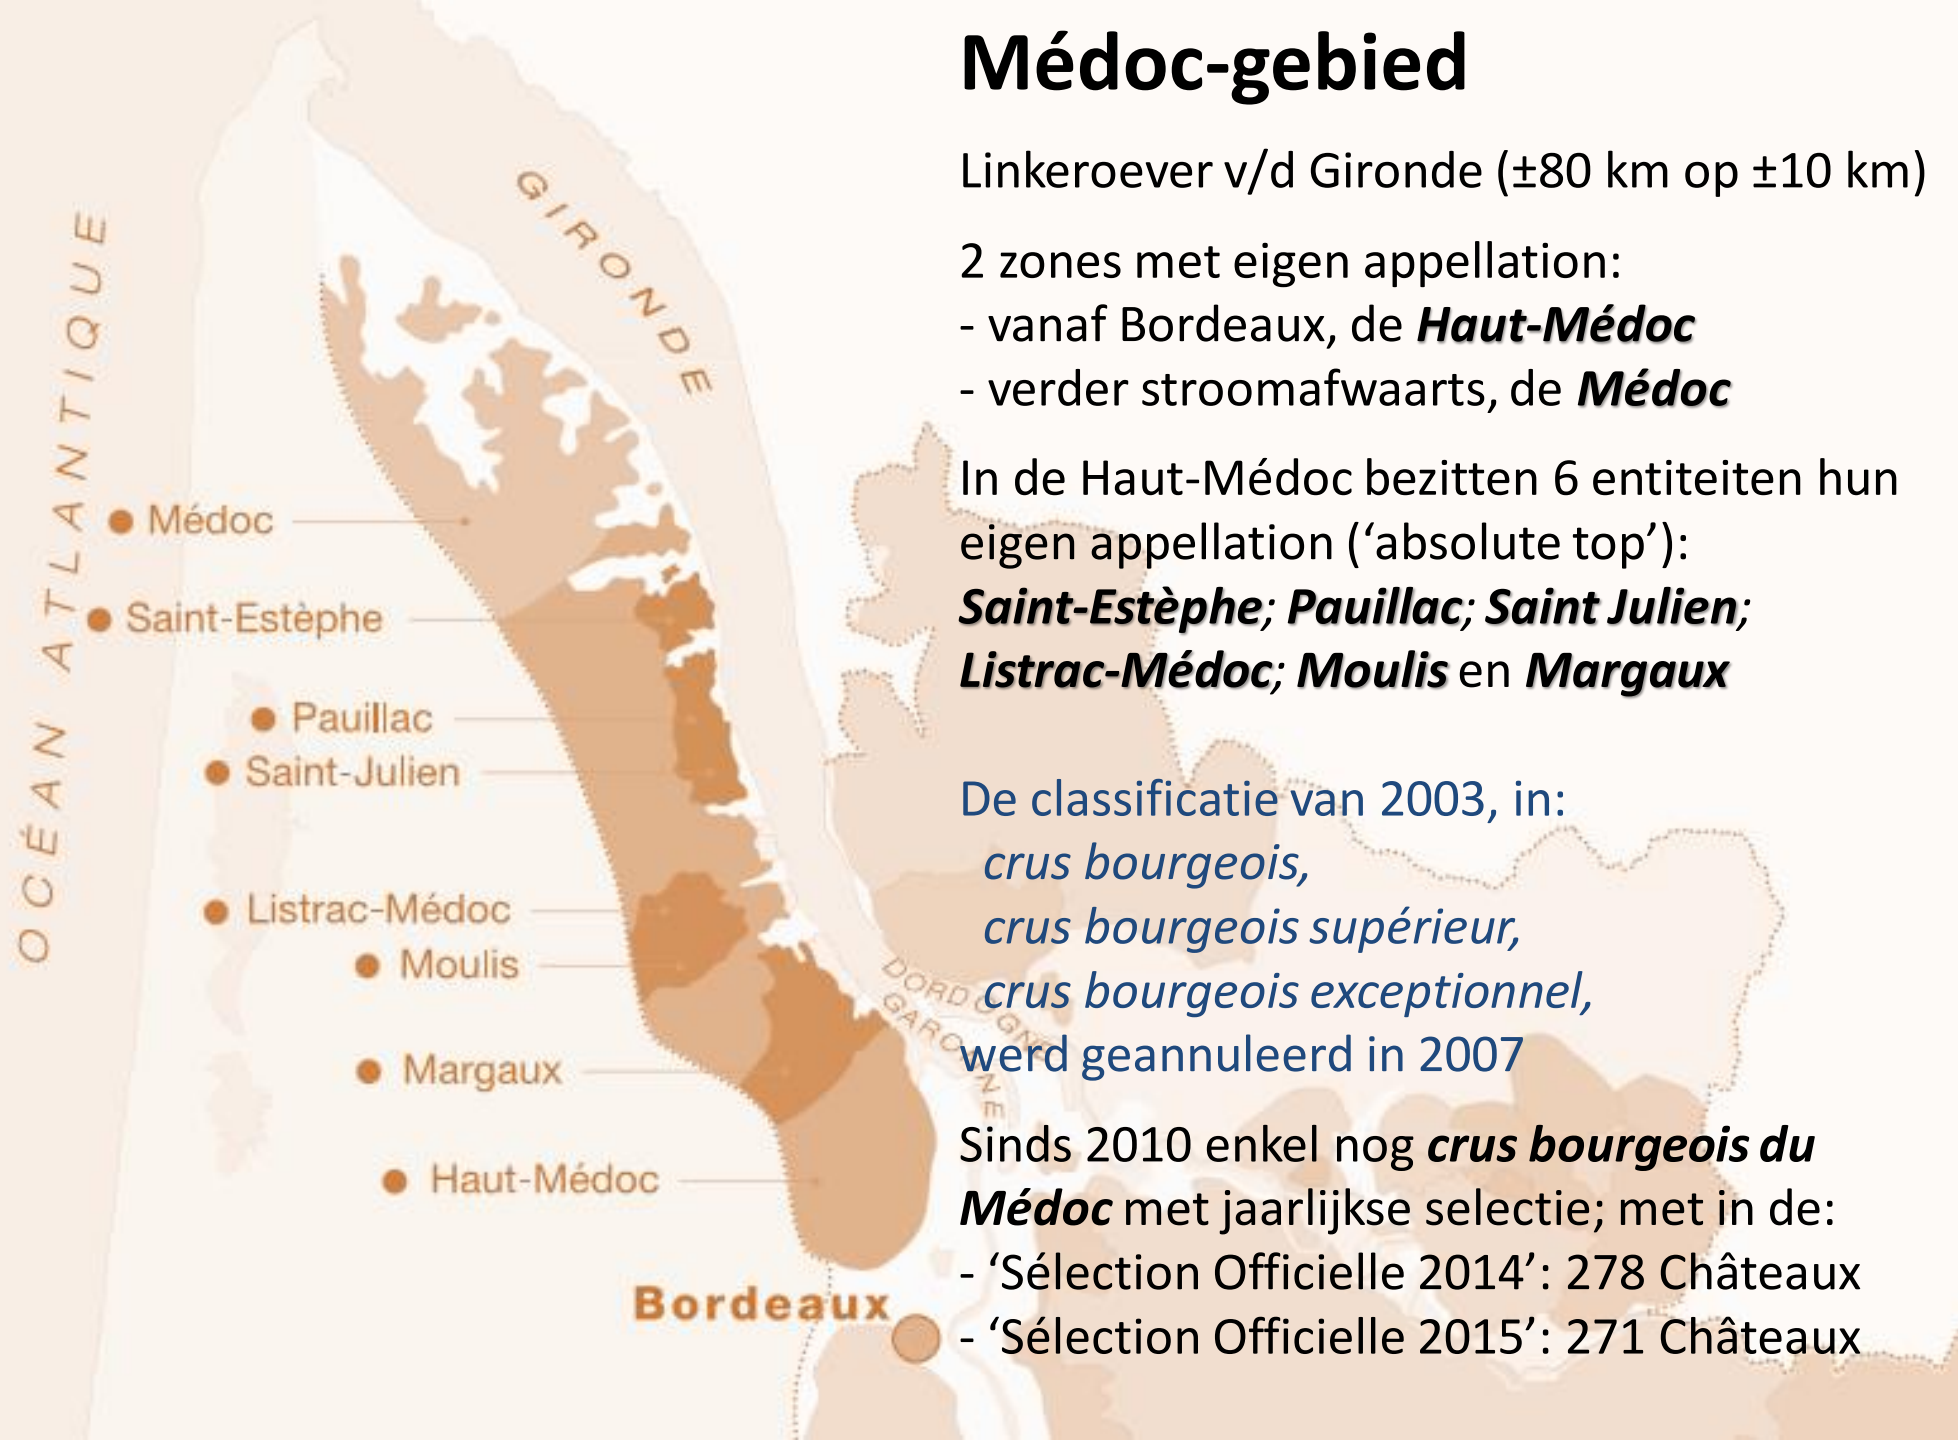 Médoc-gebied
Linkeroever v/d Gironde (±80 km op ±10 km)
2 zones met eigen appellation:
- vanaf Bordeaux, de Haut-Médoc
- verder stroomafwaarts, de Médoc
In de Haut-Médoc bezitten 6 entiteiten hun
eigen appellation (‘absolute top’):
Saint-Estèphe; Pauillac; Saint Julien;
Listrac-Médoc; Moulis en Margaux
De classificatie van 2003, in:
crus bourgeois,
crus bourgeois supérieur,
crus bourgeois exceptionnel,
werd geannuleerd in 2007
Sinds 2010 enkel nog crus bourgeois du
Médoc met jaarlijkse selectie; met in de:
- ‘Sélection Officielle 2014’: 278 Châteaux
- ‘Sélection Officielle 2015’: 271 Châteaux
OCÉAN ATLANTIQUE
GIRONDE
Médoc
Saint-Estèphe
Pauillac
Saint-Julien
Listrac-Médoc
Moulis
Margaux
Haut-Médoc
Bordeaux
DORDOGNE
GARONNE